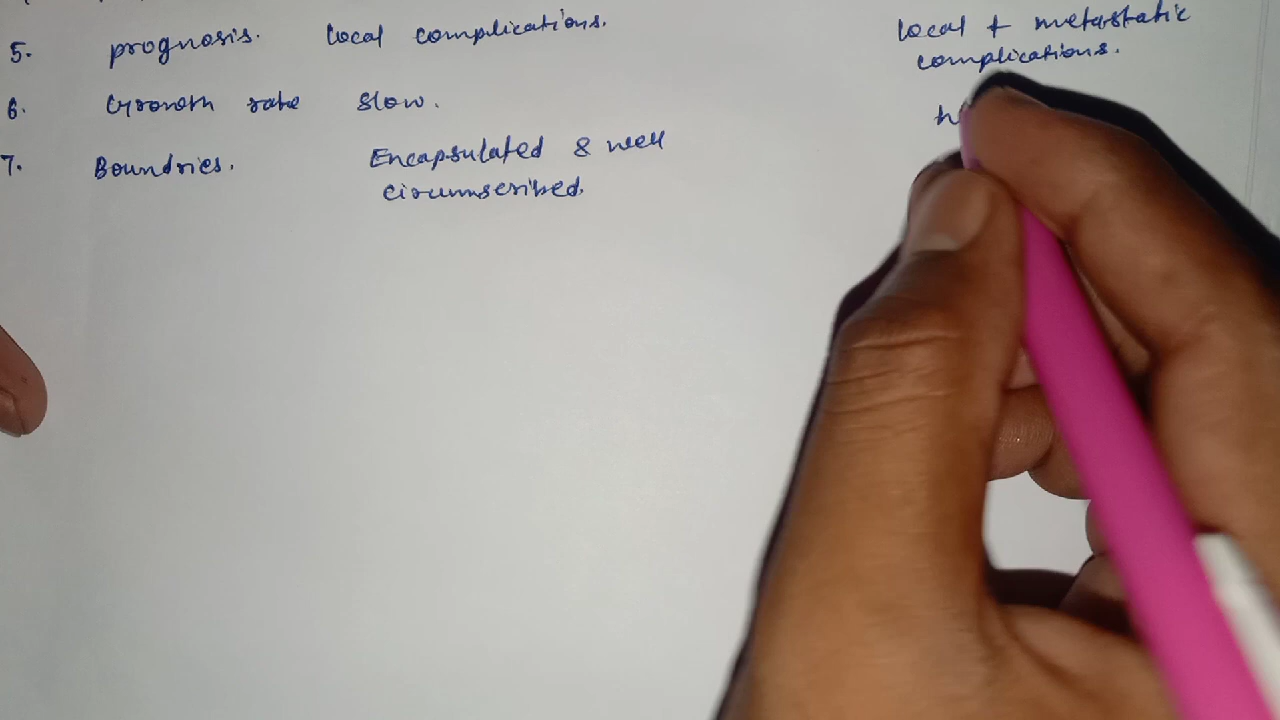 5. prognosis. local complications. local + metastatic
complications.
6. Growth rate slow. h
7. Boundries. Encapsulated & well
circumscribed.